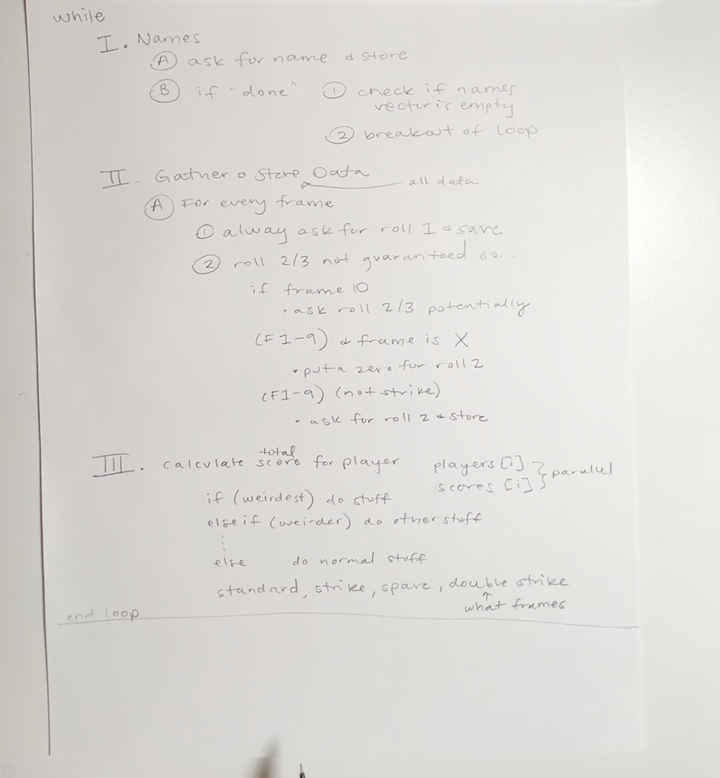 while
I. Names
(A) ask for name & store
(B) if "done" (1) check if names
vector is empty
(2) breakout of loop
II. Gather & Store Data
all data
(A) For every frame
(1) alway ask for roll 1 & save
(2) roll 2/3 not guaranteed so...
if frame 10
• ask roll 2/3 potentially
(F1-9) & frame is X
• put a zero for roll 2
(F1-9) (not strike)
• ask for roll 2 & store
III. calculate total score for player players[i] } parallel
scores[i]
if (weirdest) do stuff
else if (weirder) do other stuff
⋮
else do normal stuff
standard, strike, spare, double strike
↑
what frames
end loop